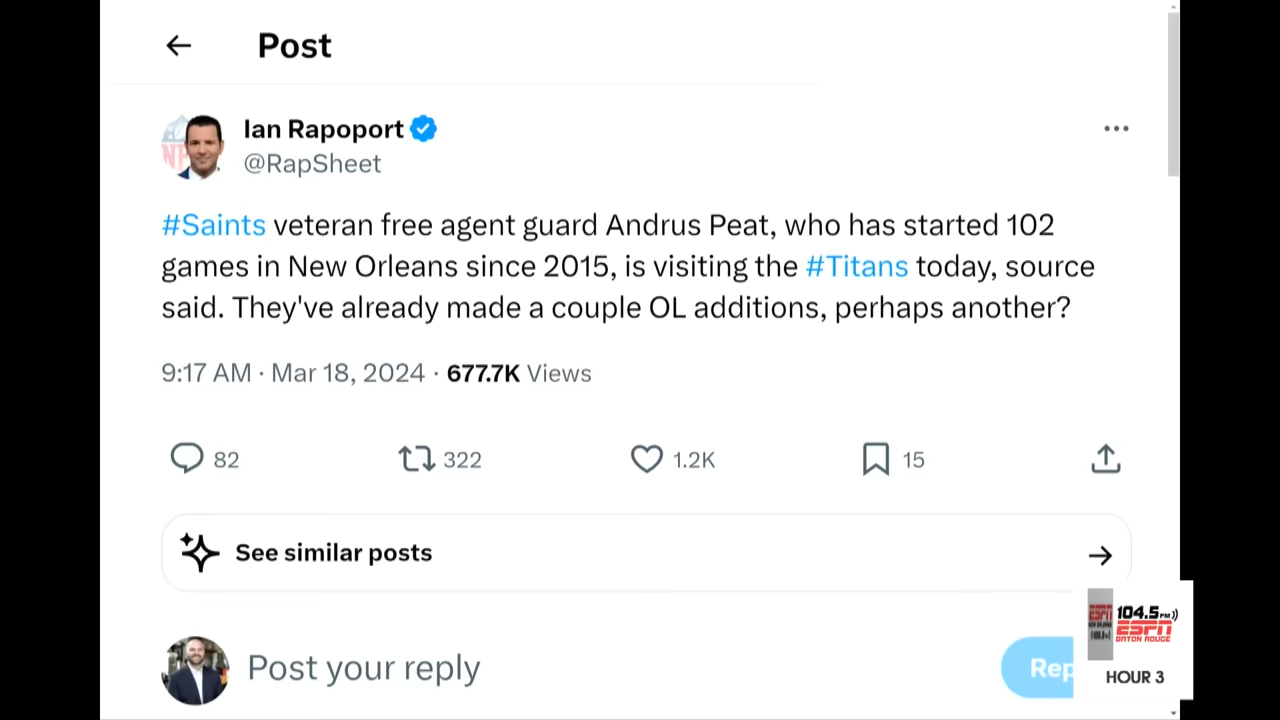 Post
Ian Rapoport
@RapSheet
#Saints veteran free agent guard Andrus Peat, who has started 102
games in New Orleans since 2015, is visiting the #Titans today, source
said. They've already made a couple OL additions, perhaps another?
9:17 AM · Mar 18, 2024 · 677.7K Views
82 322 1.2K 15
See similar posts
Post your reply
Rep
104.5 FM
ESPN
BATON ROUGE
ESPN
HOUR 3